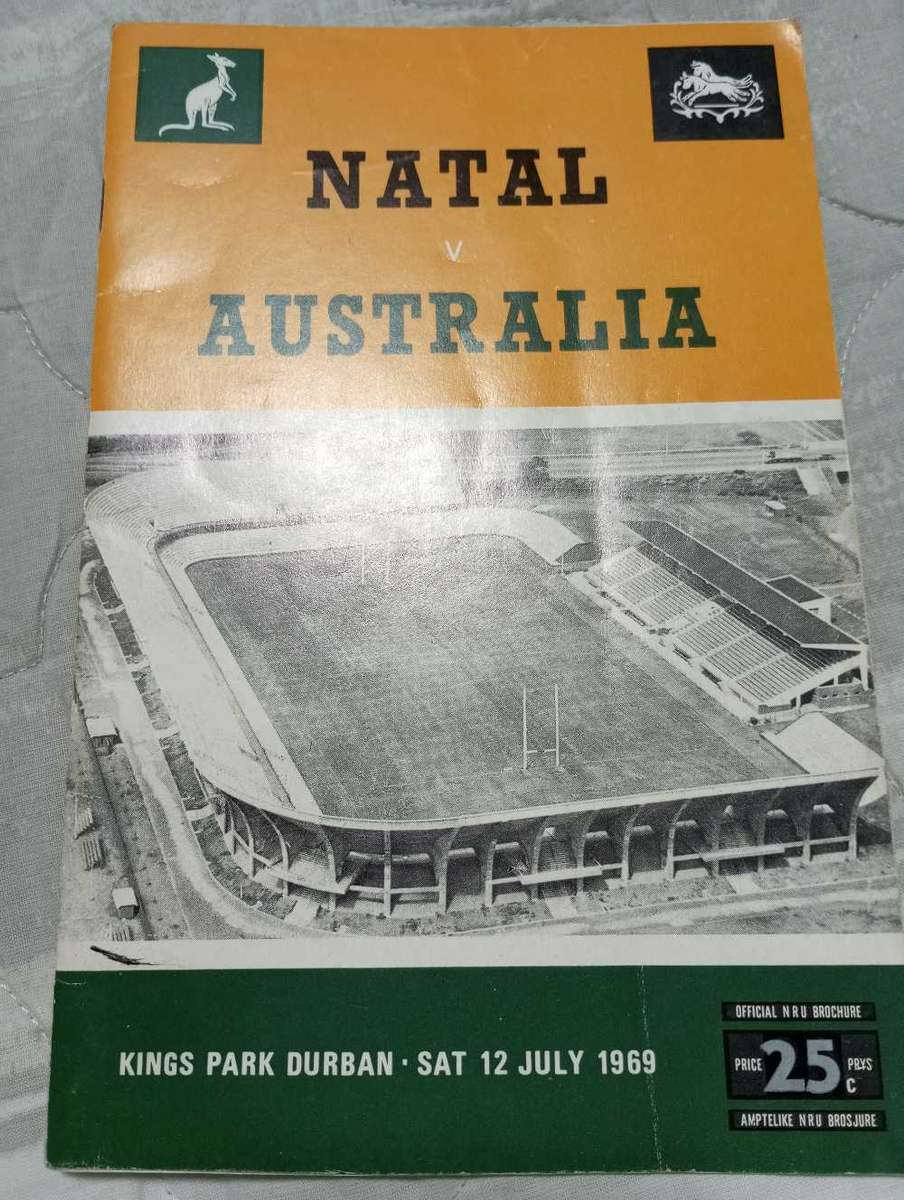 NATAL
V
AUSTRALIA
KINGS PARK DURBAN · SAT 12 JULY 1969
OFFICIAL NRU BROCHURE
PRICE 25 C PRYS
AMPTELIKE NRU BROSJURE